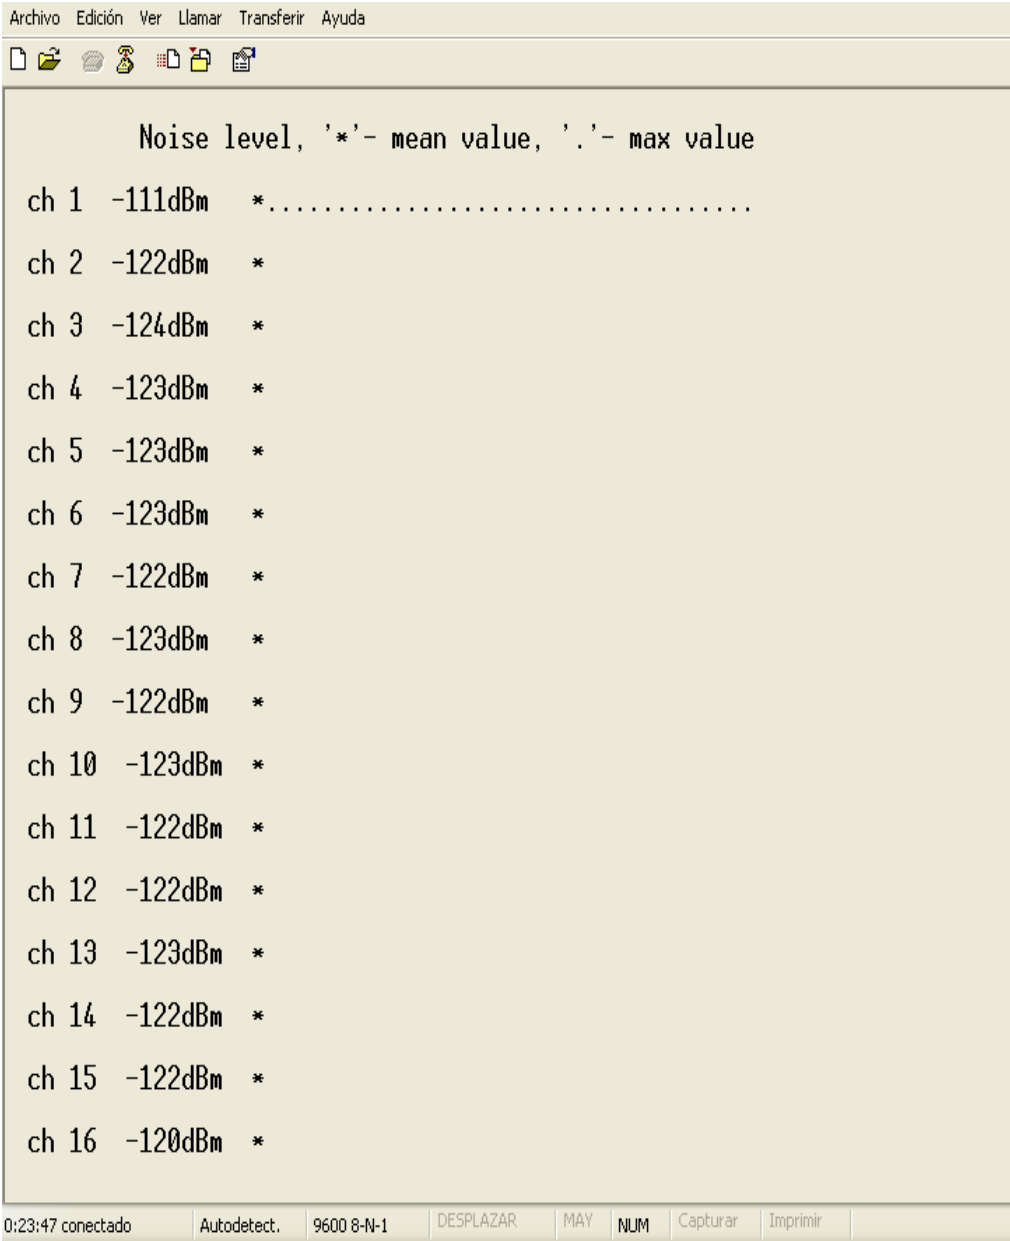 Archivo Edición Ver Llamar Transferir Ayuda
Noise level, '*'- mean value, '.'- max value
ch 1 -111dBm *...................................
ch 2 -122dBm *
ch 3 -124dBm *
ch 4 -123dBm *
ch 5 -123dBm *
ch 6 -123dBm *
ch 7 -122dBm *
ch 8 -123dBm *
ch 9 -122dBm *
ch 10 -123dBm *
ch 11 -122dBm *
ch 12 -122dBm *
ch 13 -123dBm *
ch 14 -122dBm *
ch 15 -122dBm *
ch 16 -120dBm *
0:23:47 conectado Autodetect. 9600 8-N-1 DESPLAZAR MAY NUM Capturar Imprimir